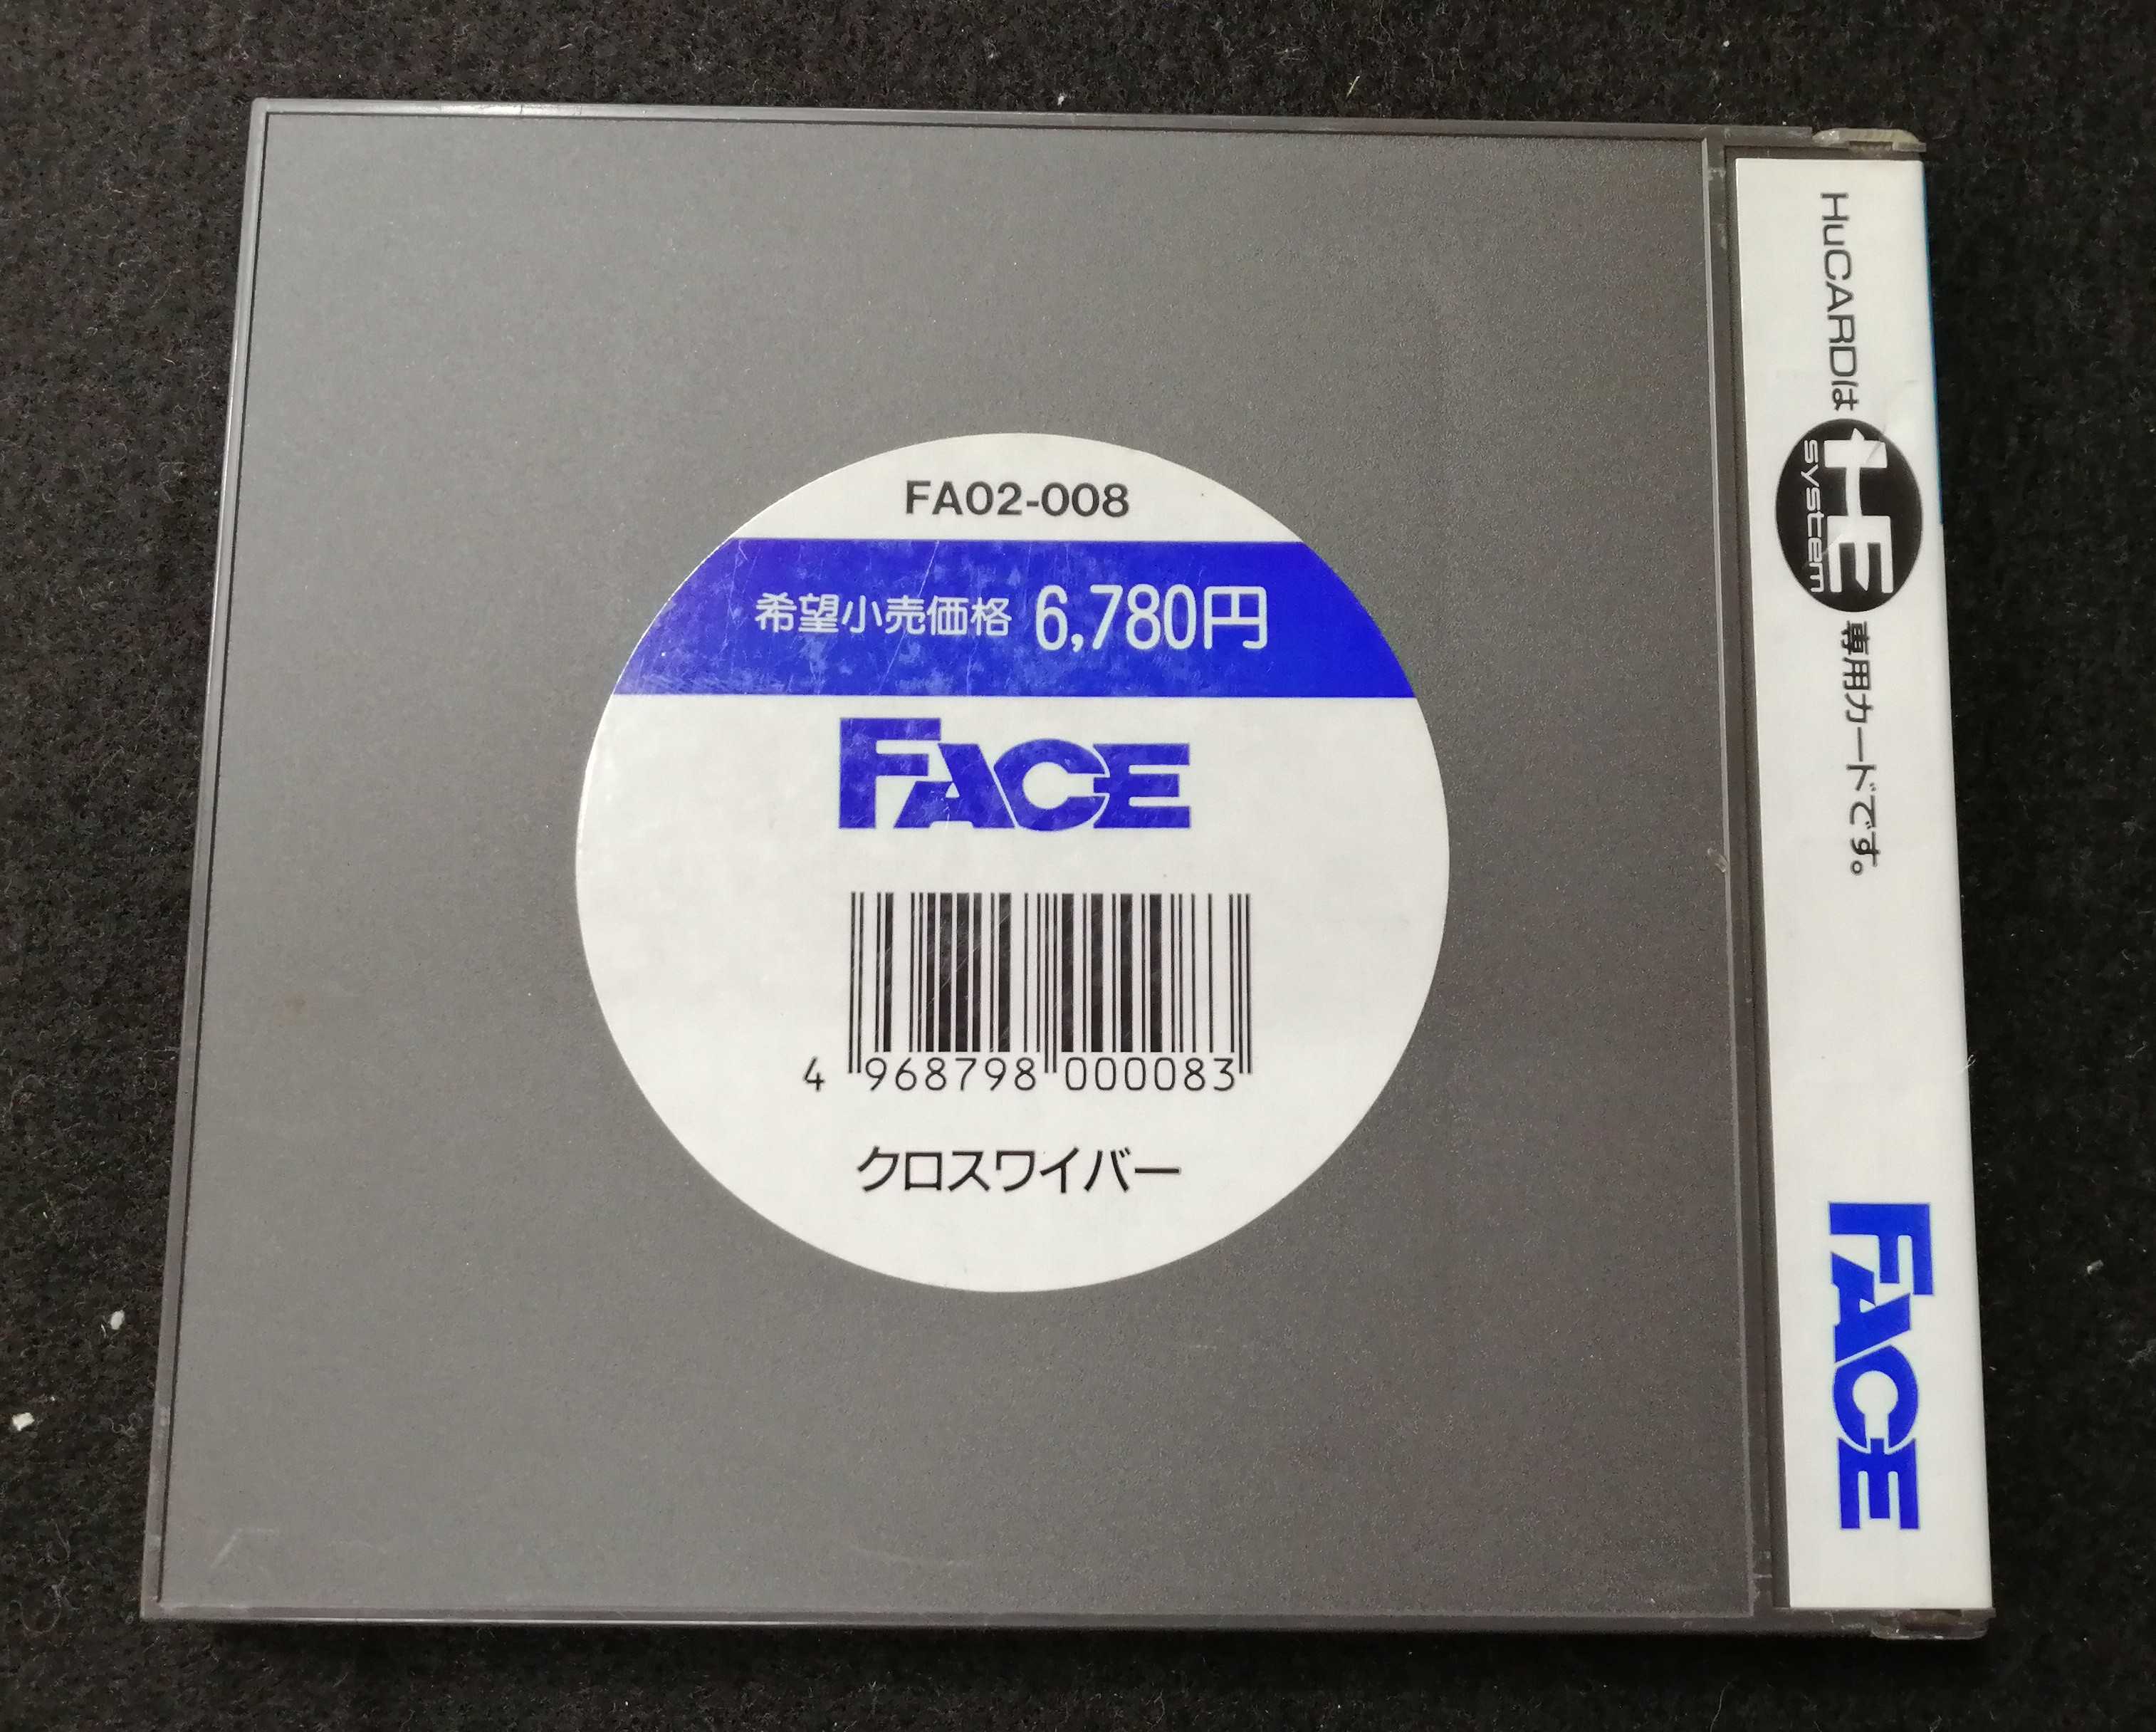 FA02-008
希望小売価格 6,780円
FACE
4 968798 000083
クロスワイバー
HuCARDは HE system 専用カードです。
FACE